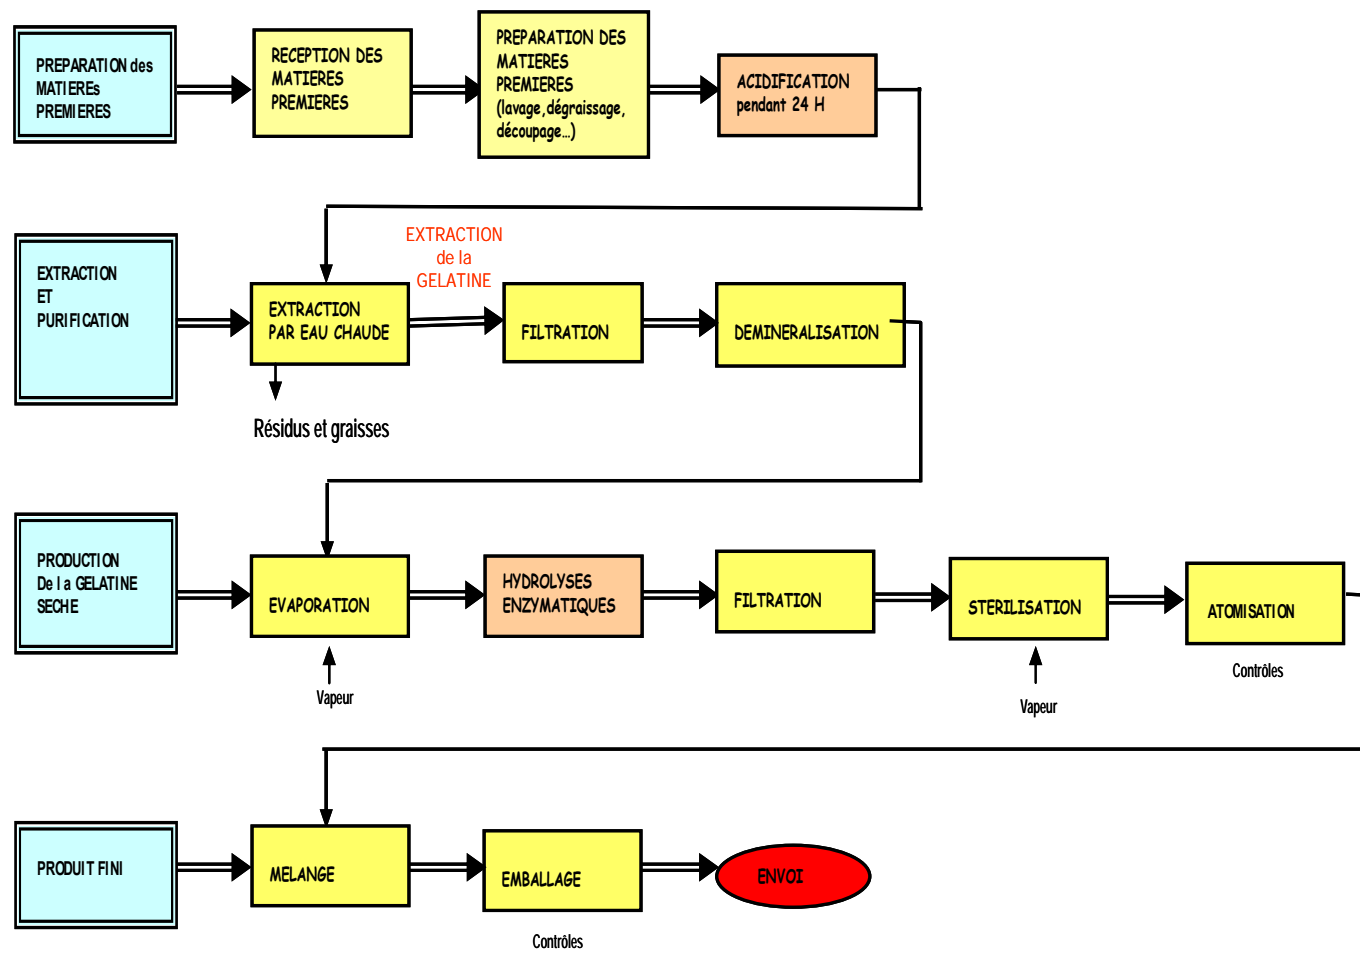 PREPARATION des
MATIEREs
PREMIERES
RECEPTION DES
MATIERES
PREMIERES
PREPARATION DES
MATIERES
PREMIERES
(lavage,dégraissage,
découpage...)
ACIDIFICATION
pendant 24 H
EXTRACTION
ET
PURIFICATION
EXTRACTION
PAR EAU CHAUDE
EXTRACTION
de la
GELATINE
FILTRATION
DEMINERALISATION
Résidus et graisses
PRODUCTION
De la GELATINE
SECHE
EVAPORATION
Vapeur
HYDROLYSES
ENZYMATIQUES
FILTRATION
STERILISATION
Vapeur
ATOMISATION
Contrôles
PRODUIT FINI
MELANGE
EMBALLAGE
Contrôles
ENVOI